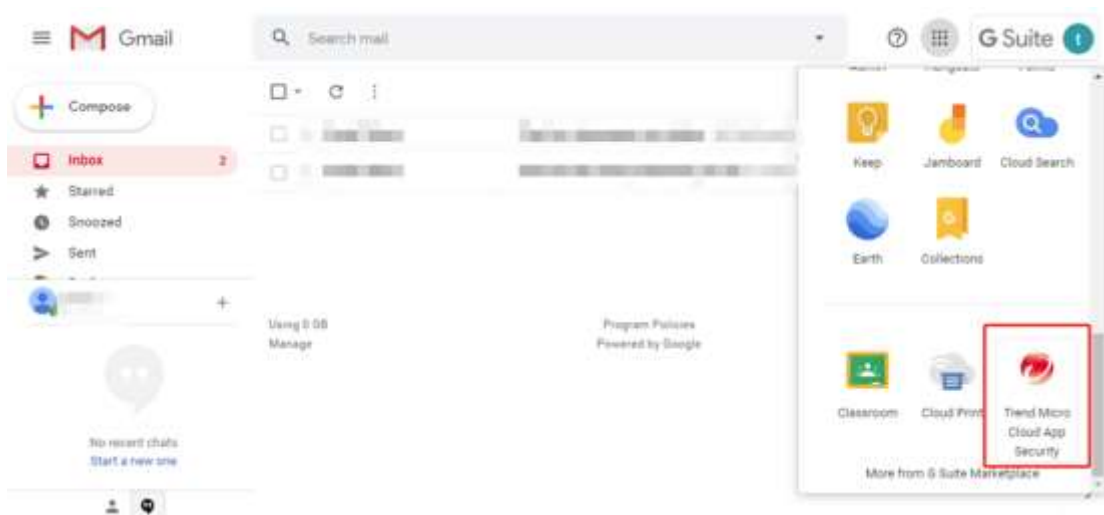 Gmail
Search mail
G Suite
t
Compose
Inbox 2
Starred
Snoozed
Sent
+
Using 0 GB
Manage
Program Policies
Powered by Google
No recent chats
Start a new one
Keep
Jamboard
Cloud Search
Earth
Collections
Classroom
Cloud Print
Trend Micro
Cloud App
Security
More from G Suite Marketplace